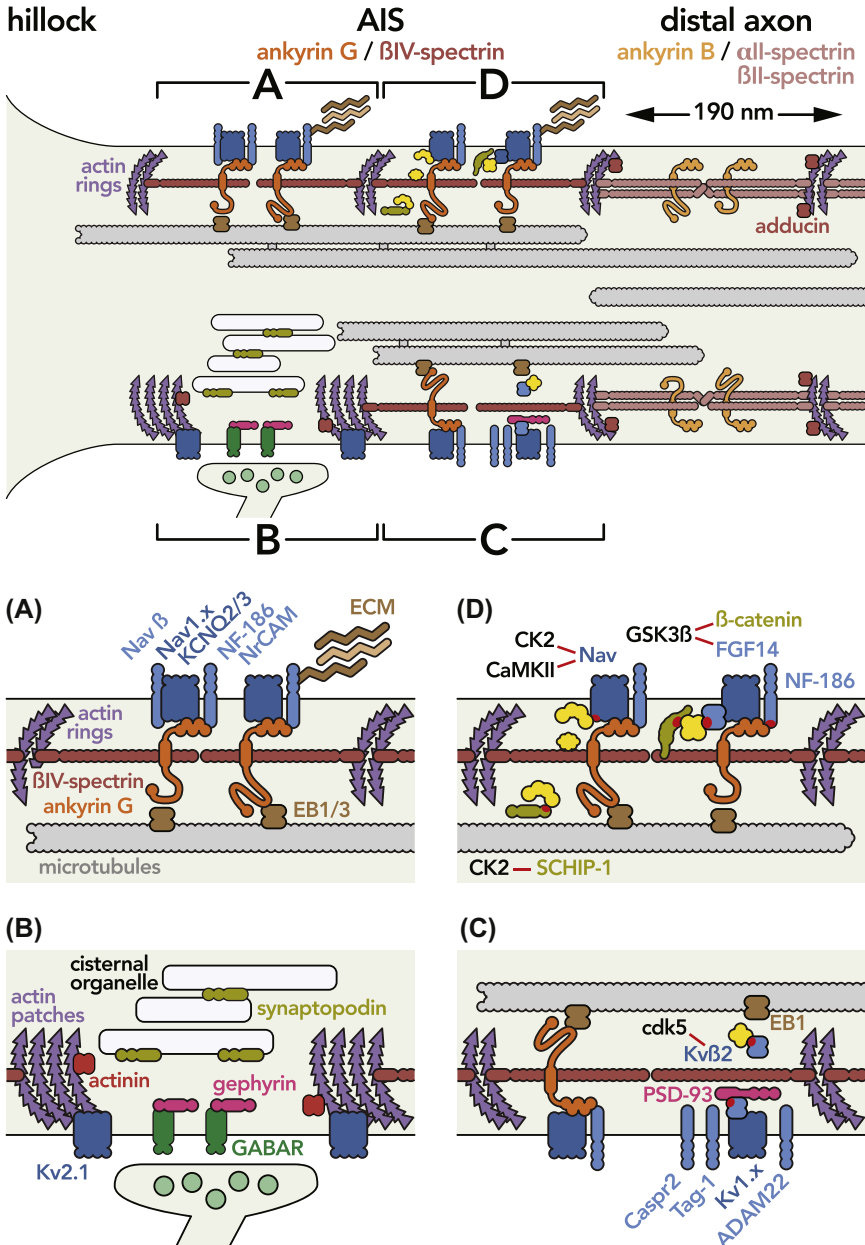 hillock
AIS
distal axon
ankyrin G / ßIV-spectrin
ankyrin B / αII-spectrin
ßII-spectrin
A
D
190 nm
actin
rings
adducin
B
C
(A)
Nav ß
Nav1.x
KCNQ2/3
NF-186
NrCAM
ECM
actin
rings
ßIV-spectrin
ankyrin G
EB1/3
microtubules
(D)
CK2
CaMKII
Nav
GSK3ß
ß-catenin
FGF14
NF-186
CK2
SCHIP-1
(B)
cisternal
organelle
actin
patches
synaptopodin
actinin
gephyrin
GABAR
Kv2.1
(C)
cdk5
EB1
Kvß2
PSD-93
Caspr2
Tag-1
Kv1.x
ADAM22